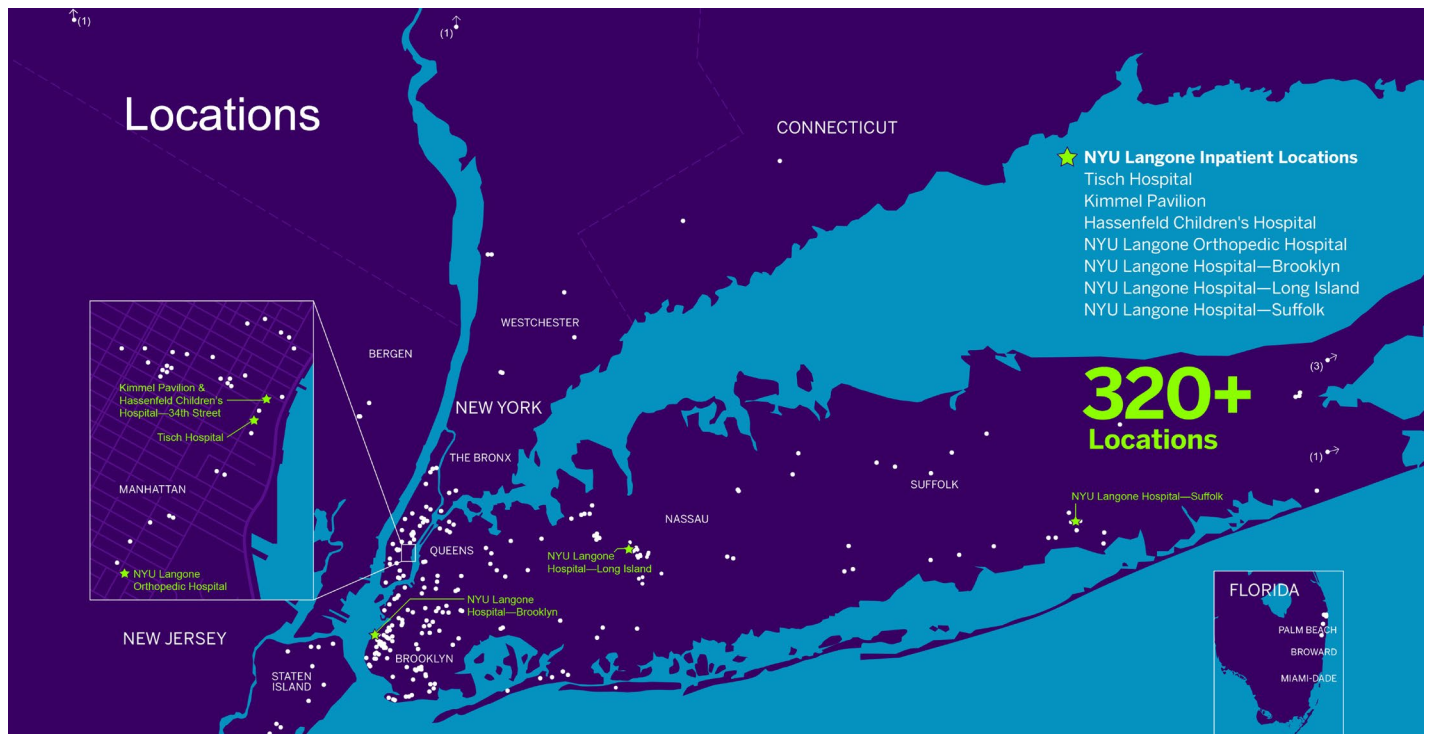 (1)
(1)
Locations
CONNECTICUT
NYU Langone Inpatient Locations
Tisch Hospital
Kimmel Pavilion
Hassenfeld Children's Hospital
NYU Langone Orthopedic Hospital
NYU Langone Hospital—Brooklyn
NYU Langone Hospital—Long Island
NYU Langone Hospital—Suffolk
WESTCHESTER
BERGEN
(3)
320+
Locations
NEW YORK
Kimmel Pavilion &
Hassenfeld Children's
Hospital—34th Street
Tisch Hospital
MANHATTAN
NYU Langone
Orthopedic Hospital
THE BRONX
(1)
SUFFOLK
NYU Langone Hospital—Suffolk
NASSAU
QUEENS
NYU Langone
Hospital—Long Island
NYU Langone
Hospital—Brooklyn
NEW JERSEY
BROOKLYN
STATEN
ISLAND
FLORIDA
PALM BEACH
BROWARD
MIAMI-DADE